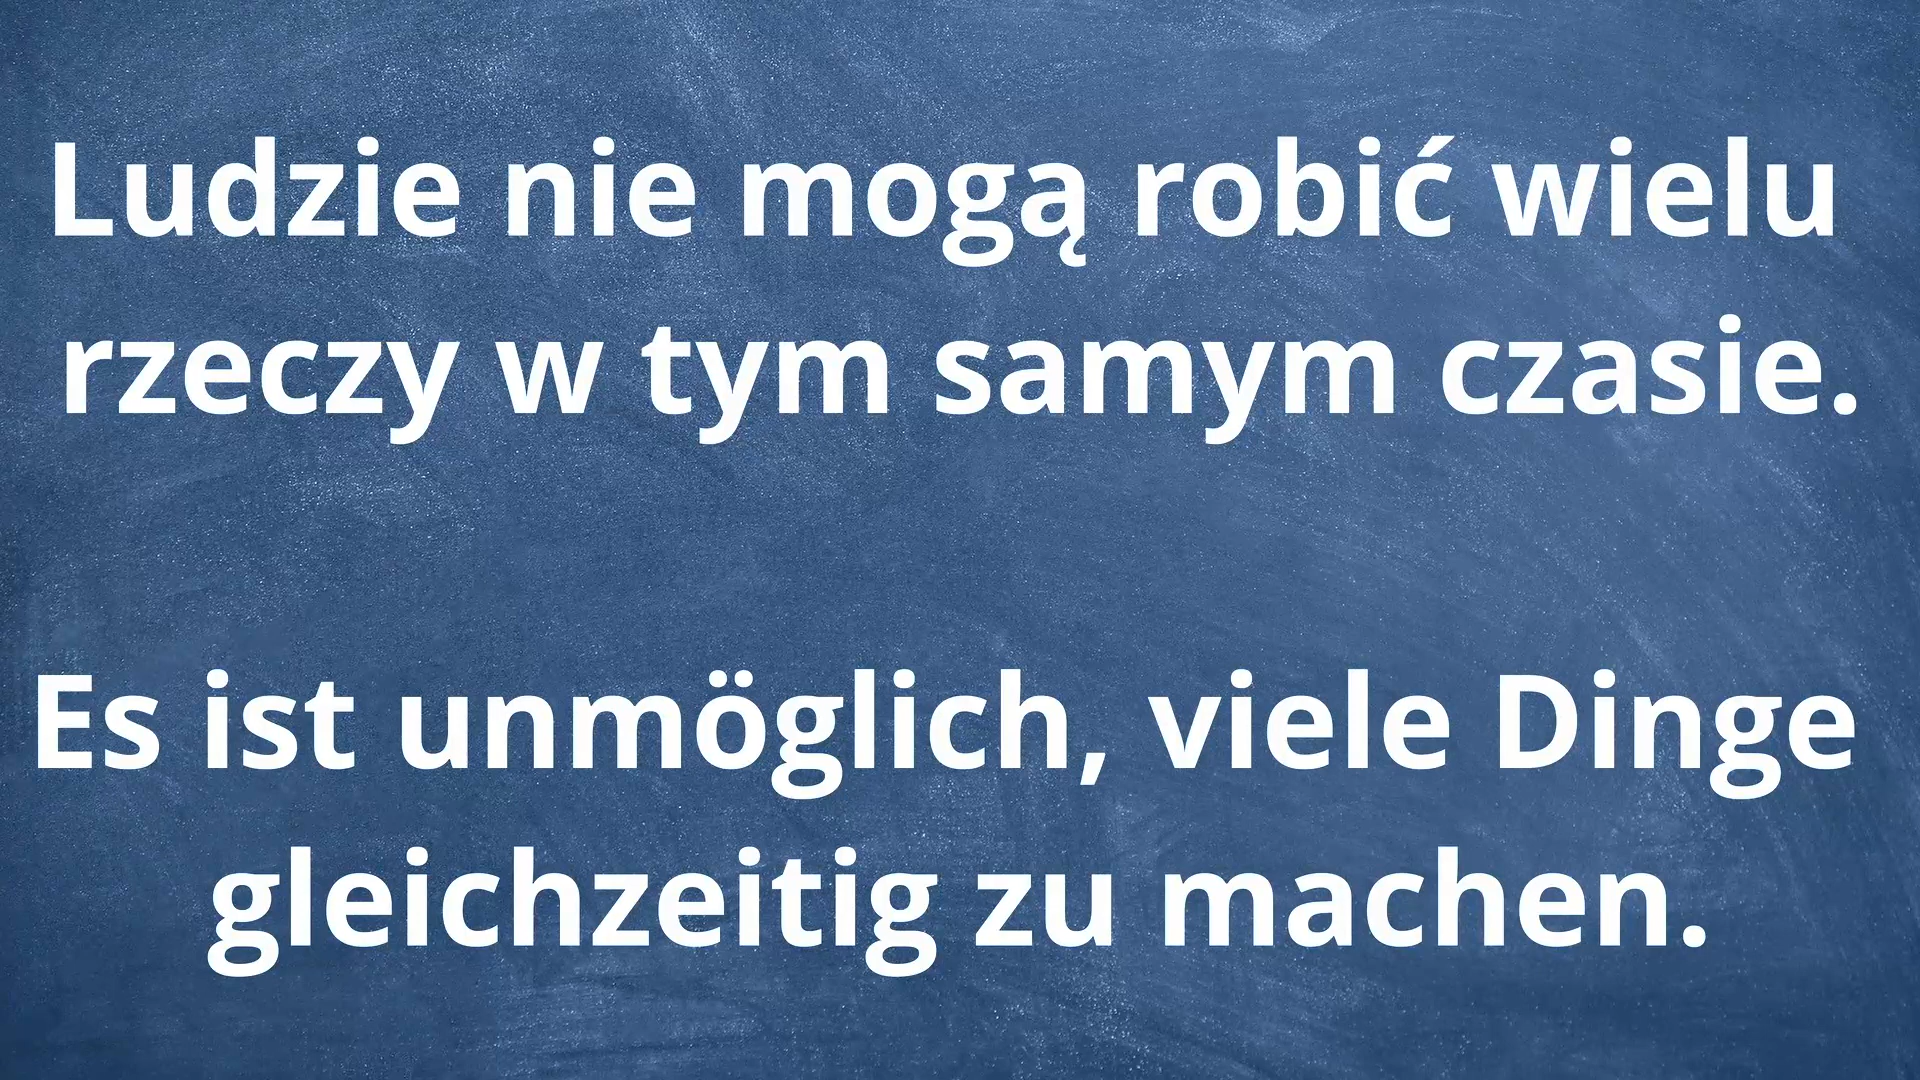 Ludzie nie mogą robić wielu
rzeczy w tym samym czasie.
Es ist unmöglich, viele Dinge
gleichzeitig zu machen.